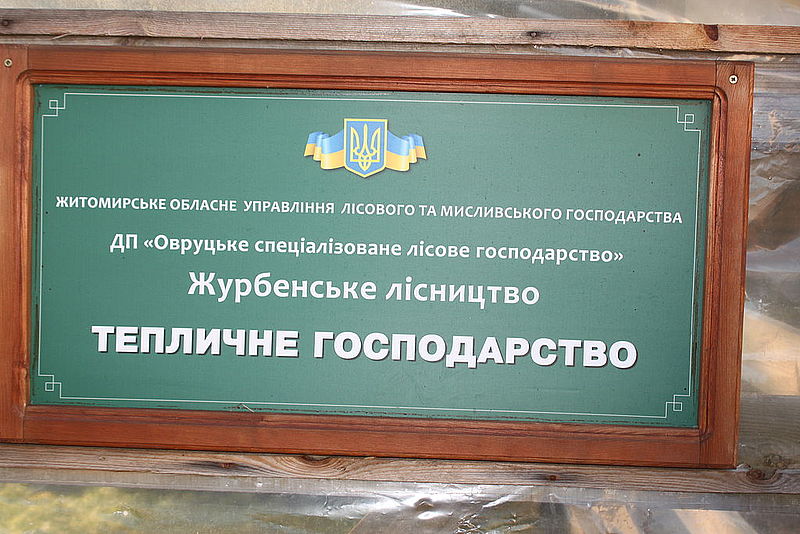 ЖИТОМИРСЬКЕ ОБЛАСНЕ УПРАВЛІННЯ ЛІСОВОГО ТА МИСЛИВСЬКОГО ГОСПОДАРСТВА
ДП «Овруцьке спеціалізоване лісове господарство»
Журбенське лісництво
ТЕПЛИЧНЕ ГОСПОДАРСТВО